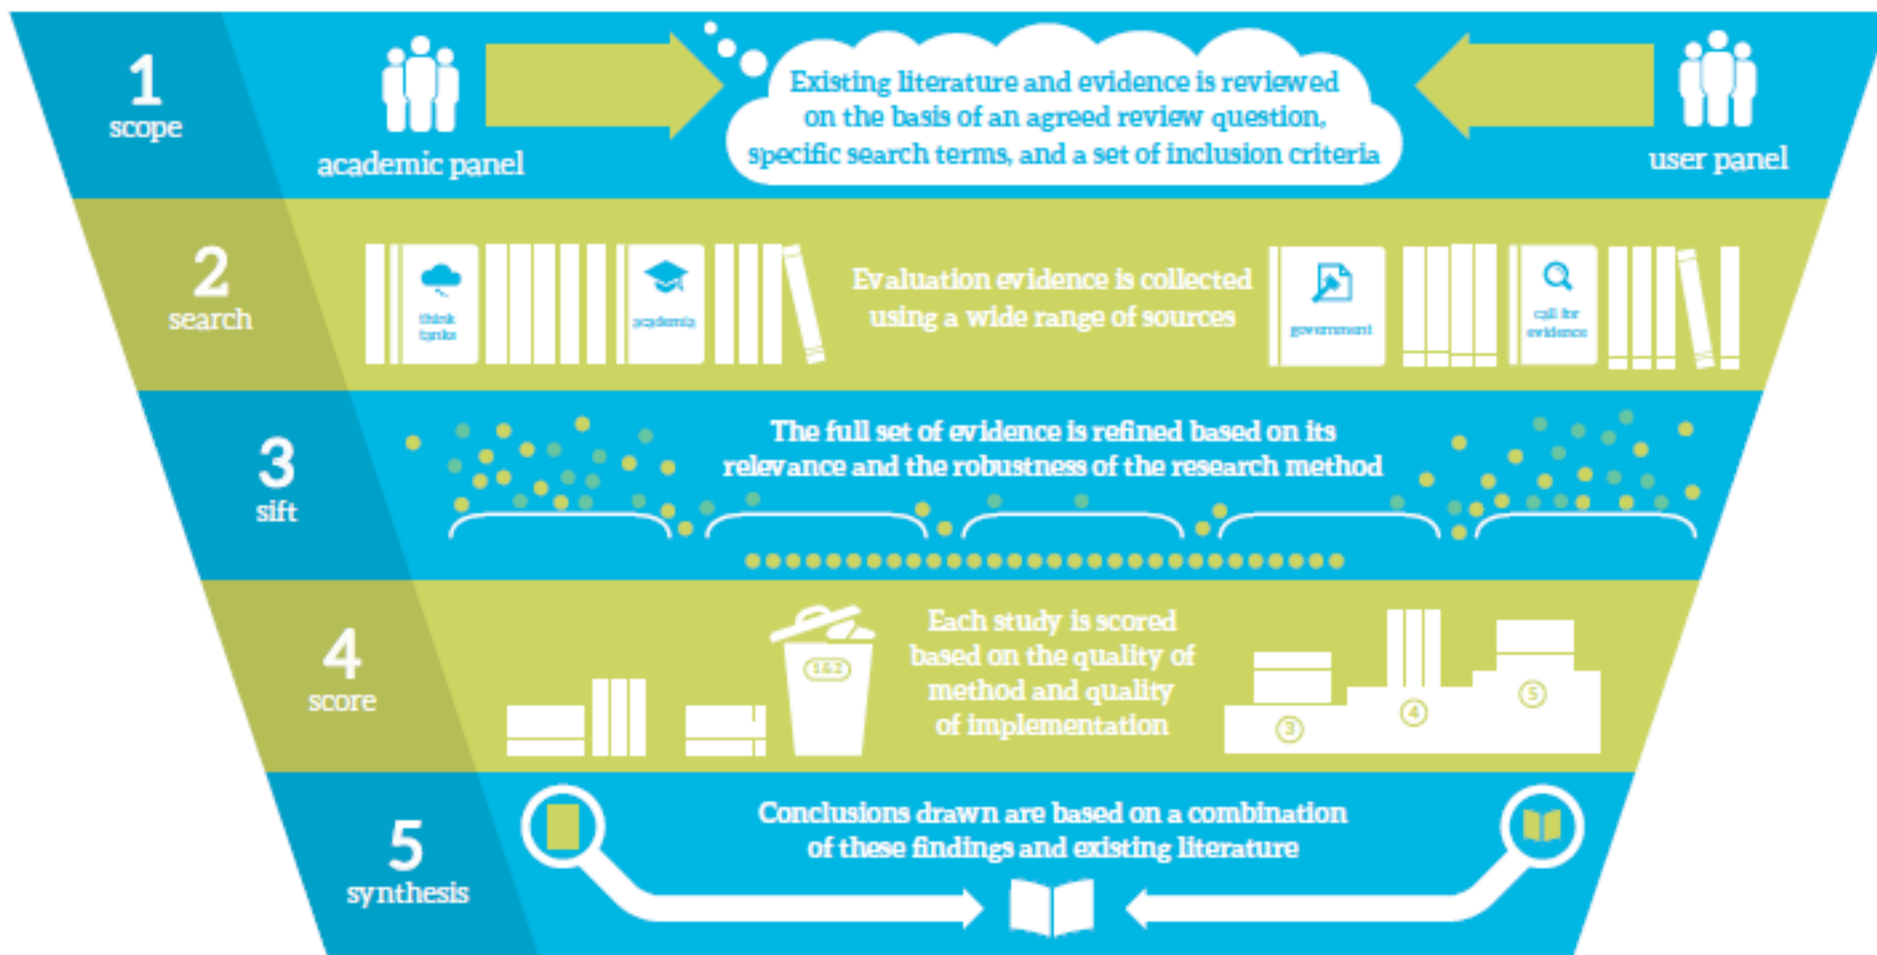 1
scope
academic panel
Existing literature and evidence is reviewed
on the basis of an agreed review question,
specific search terms, and a set of inclusion criteria
user panel
2
search
think
tanks
academia
Evaluation evidence is collected
using a wide range of sources
government
call for
evidence
3
sift
The full set of evidence is refined based on its
relevance and the robustness of the research method
4
score
1&2
Each study is scored
based on the quality of
method and quality
of implementation
3
4
5
5
synthesis
Conclusions drawn are based on a combination
of these findings and existing literature